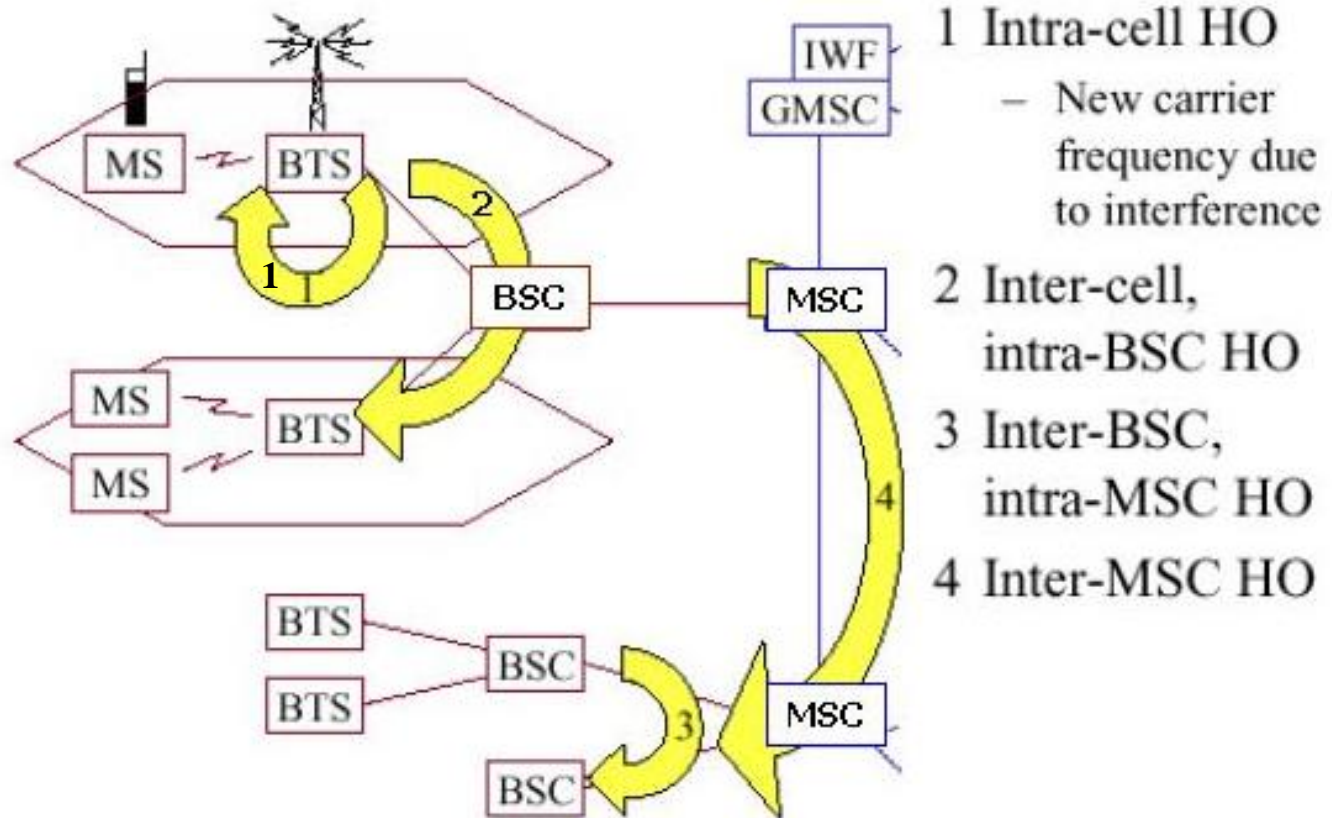 IWF
GMSC
MS
BTS
2
1
1
BSC
MSC
MS
BTS
MS
4
BTS
BSC
BTS
3
MSC
BSC
1 Intra-cell HO
– New carrier
frequency due
to interference
2 Inter-cell,
intra-BSC HO
3 Inter-BSC,
intra-MSC HO
4 Inter-MSC HO